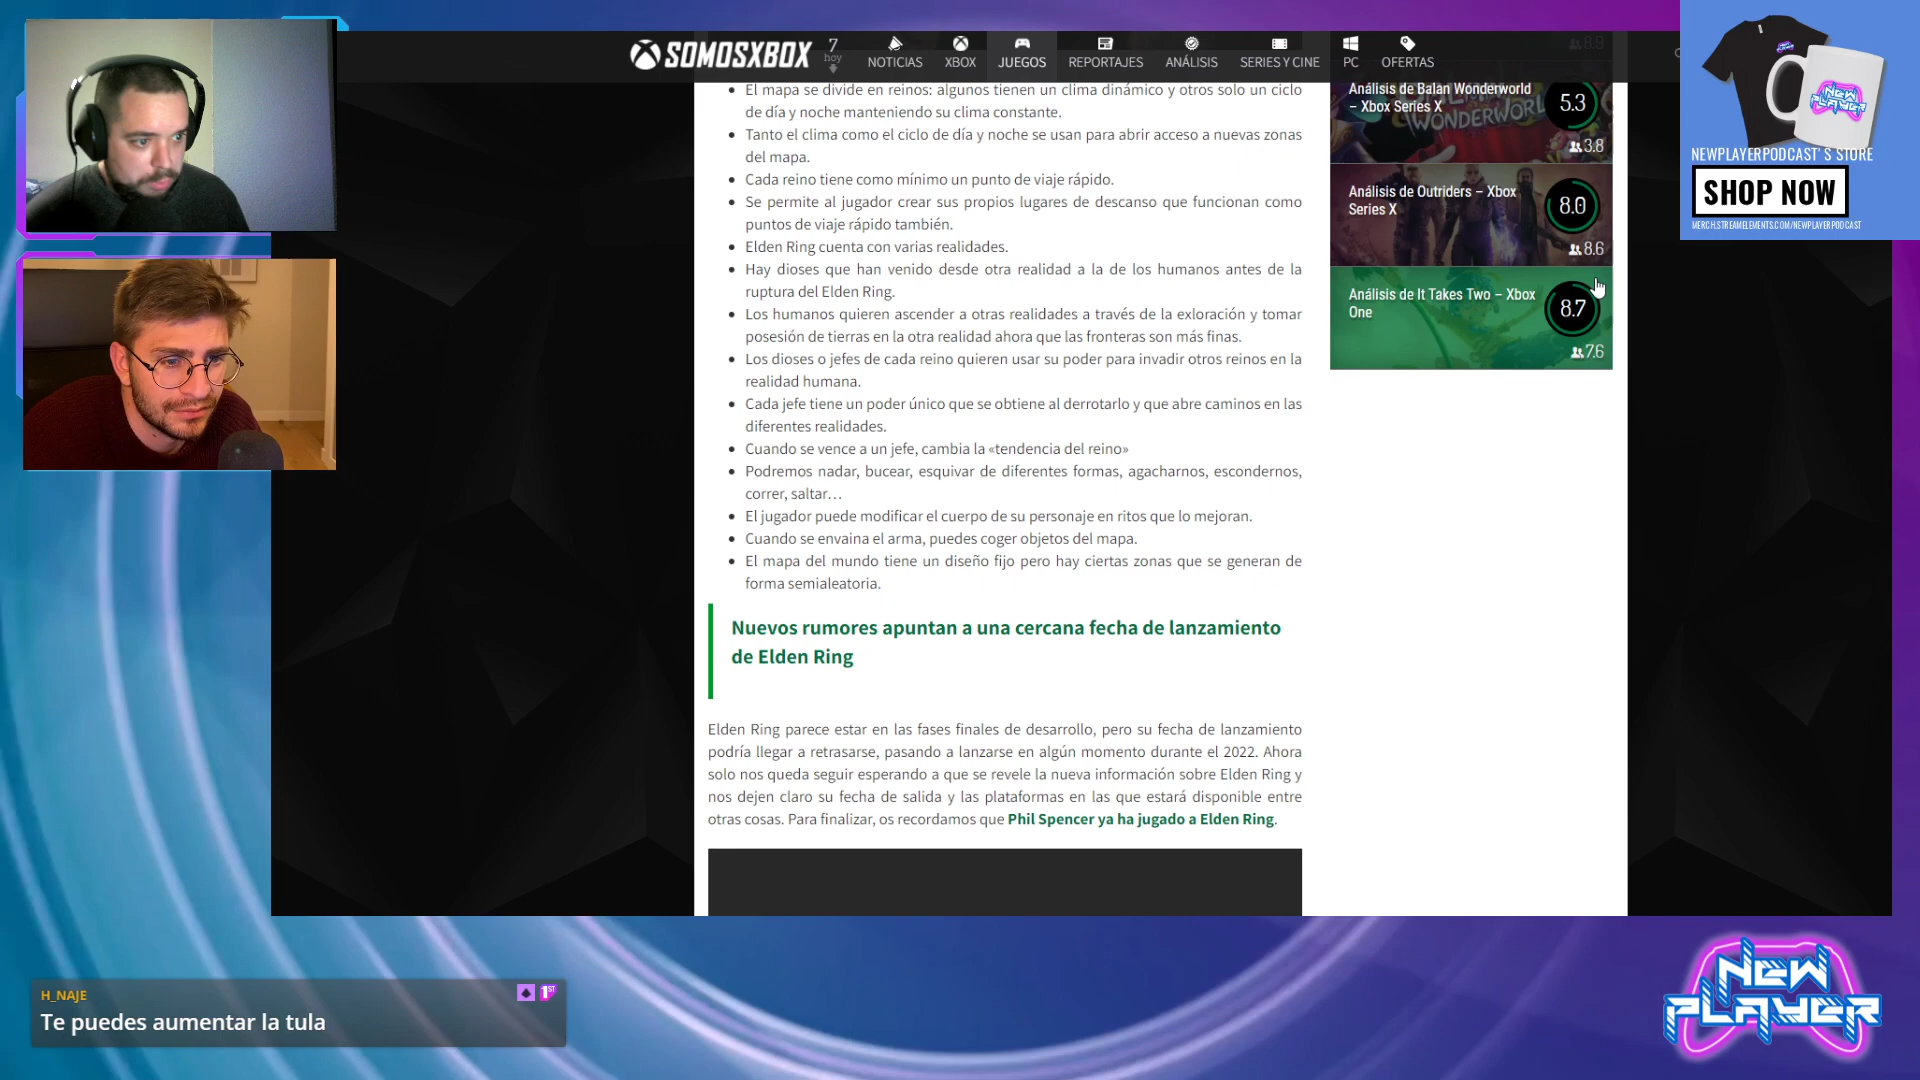 SOMOSXBOX
7
hoy
NOTICIAS
XBOX
JUEGOS
REPORTAJES
ANÁLISIS
SERIES Y CINE
PC
OFERTAS
8.9
El mapa se divide en reinos: algunos tienen un clima dinámico y otros solo un ciclo
de día y noche manteniendo su clima constante.
Tanto el clima como el ciclo de día y noche se usan para abrir acceso a nuevas zonas
del mapa.
Cada reino tiene como mínimo un punto de viaje rápido.
Se permite al jugador crear sus propios lugares de descanso que funcionan como
puntos de viaje rápido también.
Elden Ring cuenta con varias realidades.
Hay dioses que han venido desde otra realidad a la de los humanos antes de la
ruptura del Elden Ring.
Los humanos quieren ascender a otras realidades a través de la exloración y tomar
posesión de tierras en la otra realidad ahora que las fronteras son más finas.
Los dioses o jefes de cada reino quieren usar su poder para invadir otros reinos en la
realidad humana.
Cada jefe tiene un poder único que se obtiene al derrotarlo y que abre caminos en las
diferentes realidades.
Cuando se vence a un jefe, cambia la «tendencia del reino»
Podremos nadar, bucear, esquivar de diferentes formas, agacharnos, escondernos,
correr, saltar…
El jugador puede modificar el cuerpo de su personaje en ritos que lo mejoran.
Cuando se envaina el arma, puedes coger objetos del mapa.
El mapa del mundo tiene un diseño fijo pero hay ciertas zonas que se generan de
forma semialeatoria.
Nuevos rumores apuntan a una cercana fecha de lanzamiento
de Elden Ring
Elden Ring parece estar en las fases finales de desarrollo, pero su fecha de lanzamiento
podría llegar a retrasarse, pasando a lanzarse en algún momento durante el 2022. Ahora
solo nos queda seguir esperando a que se revele la nueva información sobre Elden Ring y
nos dejen claro su fecha de salida y las plataformas en las que estará disponible entre
otras cosas. Para finalizar, os recordamos que Phil Spencer ya ha jugado a Elden Ring.
Análisis de Balan Wonderworld
– Xbox Series X
WONDERWORLD
5.3
3.8
Análisis de Outriders – Xbox
Series X
8.0
8.6
Análisis de It Takes Two – Xbox
One
8.7
7.6
NEW
PLAYER
NEWPLAYERPODCAST'S STORE
SHOP NOW
MERCH.STREAMELEMENTS.COM/NEWPLAYERPODCAST
H_NAJE
1ST
Te puedes aumentar la tula
NEW
PLAYER